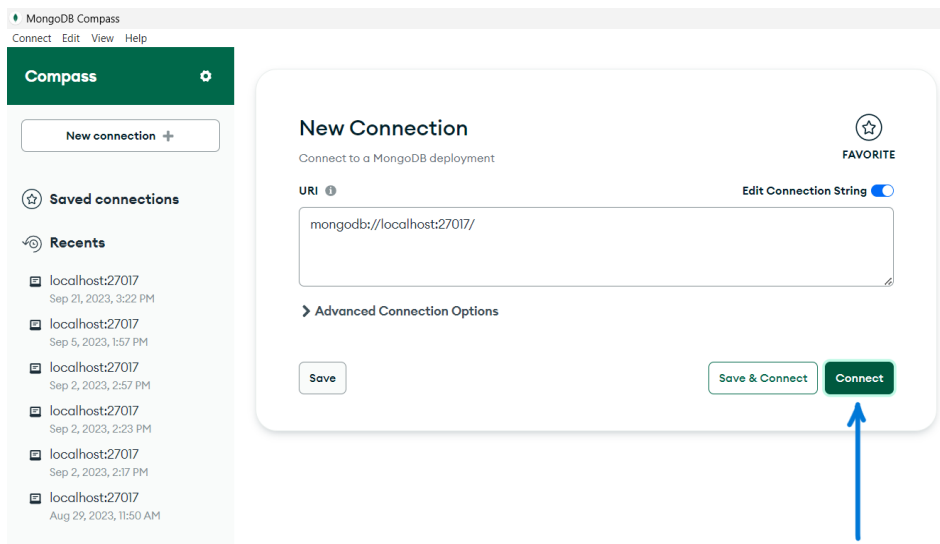 MongoDB Compass
Connect Edit View Help
Compass
New connection
Saved connections
Recents
localhost:27017
Sep 21, 2023, 3:22 PM
localhost:27017
Sep 5, 2023, 1:57 PM
localhost:27017
Sep 2, 2023, 2:57 PM
localhost:27017
Sep 2, 2023, 2:23 PM
localhost:27017
Sep 2, 2023, 2:17 PM
localhost:27017
Aug 29, 2023, 11:50 AM
New Connection
Connect to a MongoDB deployment
FAVORITE
URI
Edit Connection String
mongodb://localhost:27017/
Advanced Connection Options
Save
Save & Connect
Connect